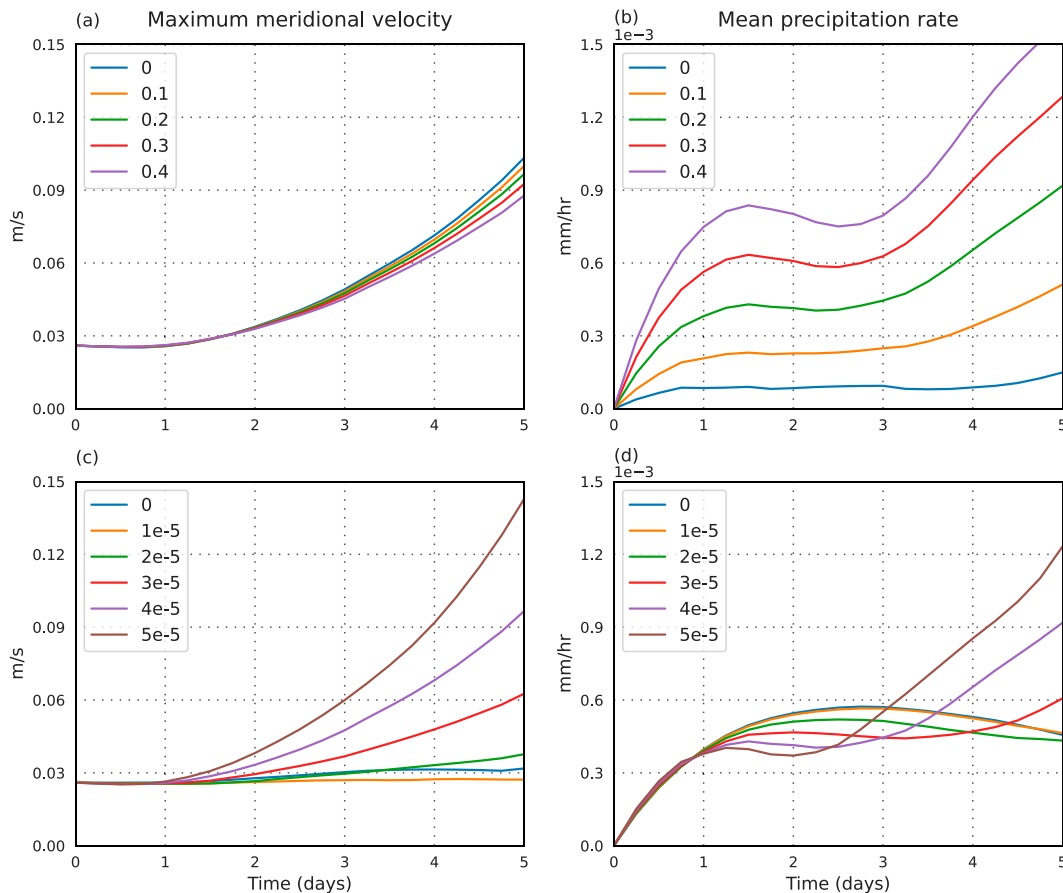 (a) Maximum meridional velocity
0.15
0.12
0.09
0.06
0.03
0.00
m/s
0
0.1
0.2
0.3
0.4
0 1 2 3 4 5
(b) Mean precipitation rate
1e−3
1.5
1.2
0.9
0.6
0.3
0.0
mm/hr
0
0.1
0.2
0.3
0.4
0 1 2 3 4 5
(c)
0.15
0.12
0.09
0.06
0.03
0.00
m/s
0
1e-5
2e-5
3e-5
4e-5
5e-5
0 1 2 3 4 5
Time (days)
(d)
1e−3
1.5
1.2
0.9
0.6
0.3
0.0
mm/hr
0
1e-5
2e-5
3e-5
4e-5
5e-5
0 1 2 3 4 5
Time (days)